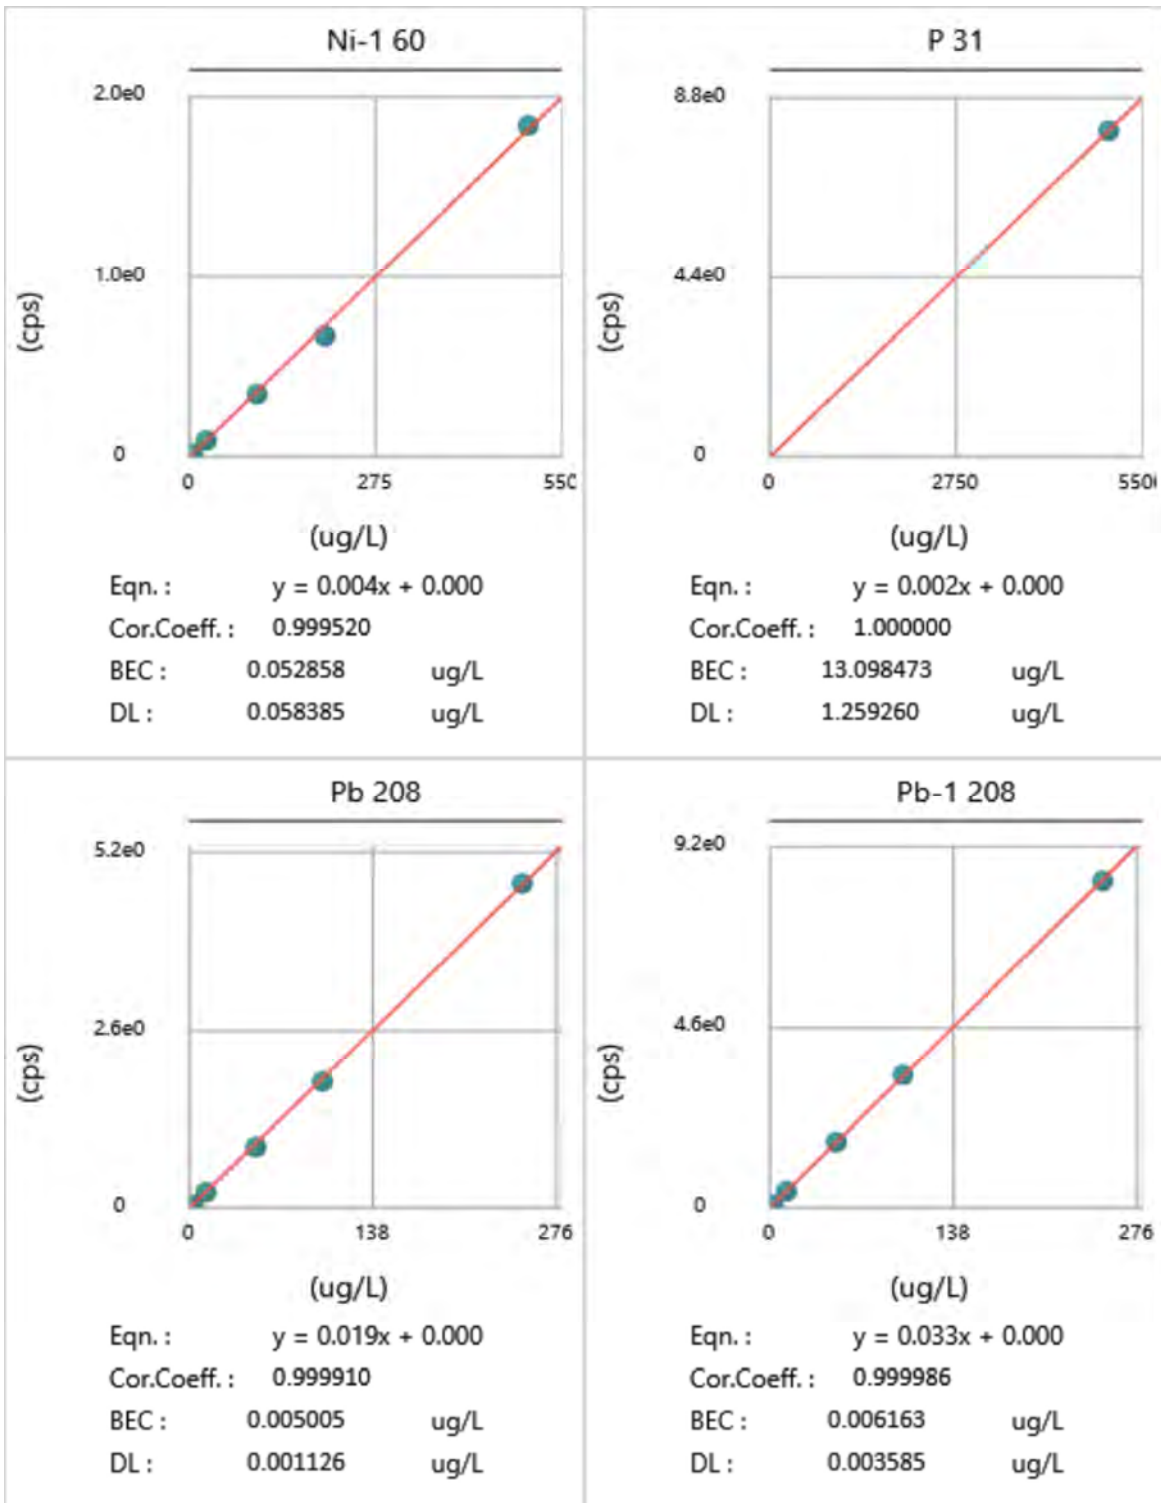 Ni-1 60
2.0e0
1.0e0
0
(cps)
0 275 550
(ug/L)
Eqn. : y = 0.004x + 0.000
Cor.Coeff. : 0.999520
BEC : 0.052858 ug/L
DL : 0.058385 ug/L
P 31
8.8e0
4.4e0
0
(cps)
0 2750 550
(ug/L)
Eqn. : y = 0.002x + 0.000
Cor.Coeff. : 1.000000
BEC : 13.098473 ug/L
DL : 1.259260 ug/L
Pb 208
5.2e0
2.6e0
0
(cps)
0 138 276
(ug/L)
Eqn. : y = 0.019x + 0.000
Cor.Coeff. : 0.999910
BEC : 0.005005 ug/L
DL : 0.001126 ug/L
Pb-1 208
9.2e0
4.6e0
0
(cps)
0 138 276
(ug/L)
Eqn. : y = 0.033x + 0.000
Cor.Coeff. : 0.999986
BEC : 0.006163 ug/L
DL : 0.003585 ug/L